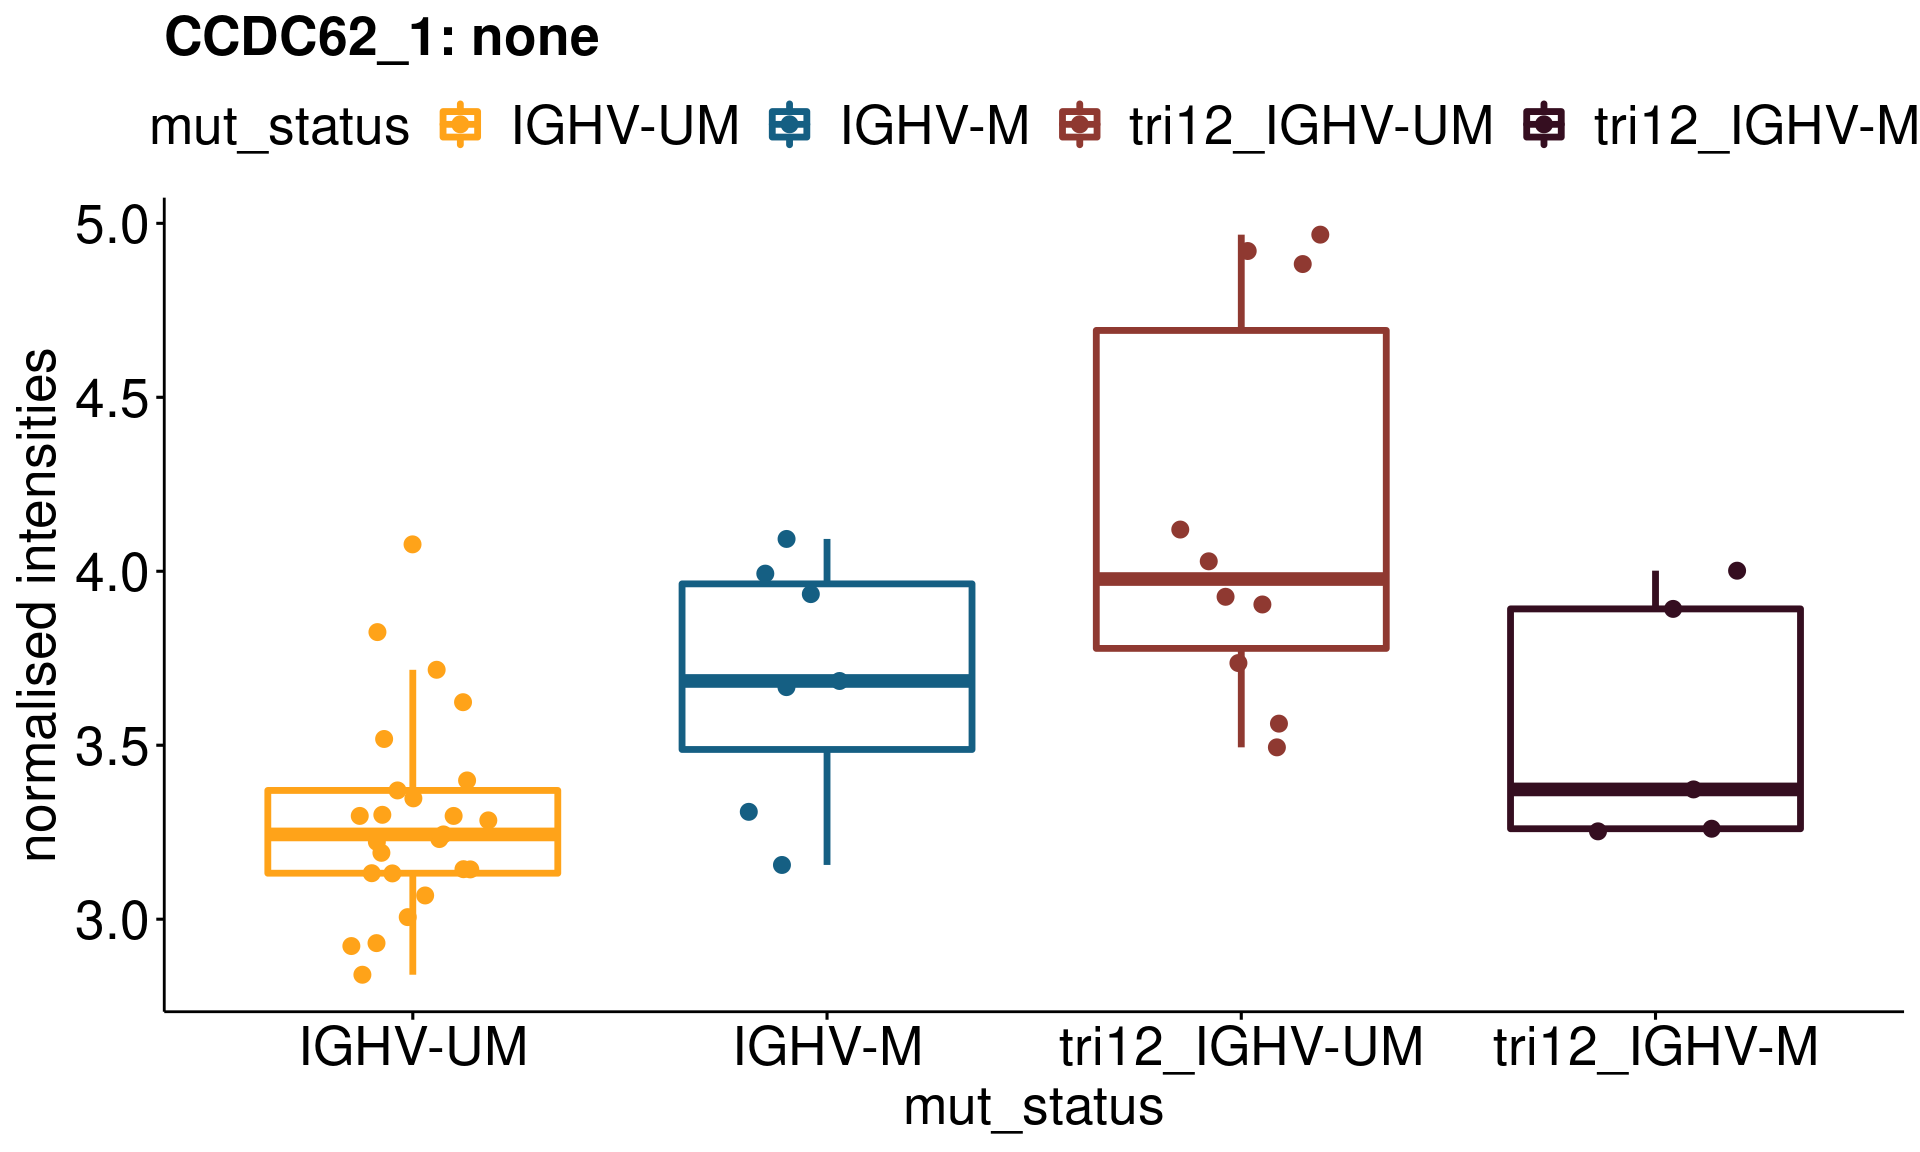 CCDC62_1: none
mut_status IGHV-UM IGHV-M tri12_IGHV-UM tri12_IGHV-M
5.0
4.5
4.0
3.5
3.0
normalised intensities
IGHV-UM IGHV-M tri12_IGHV-UM tri12_IGHV-M
mut_status